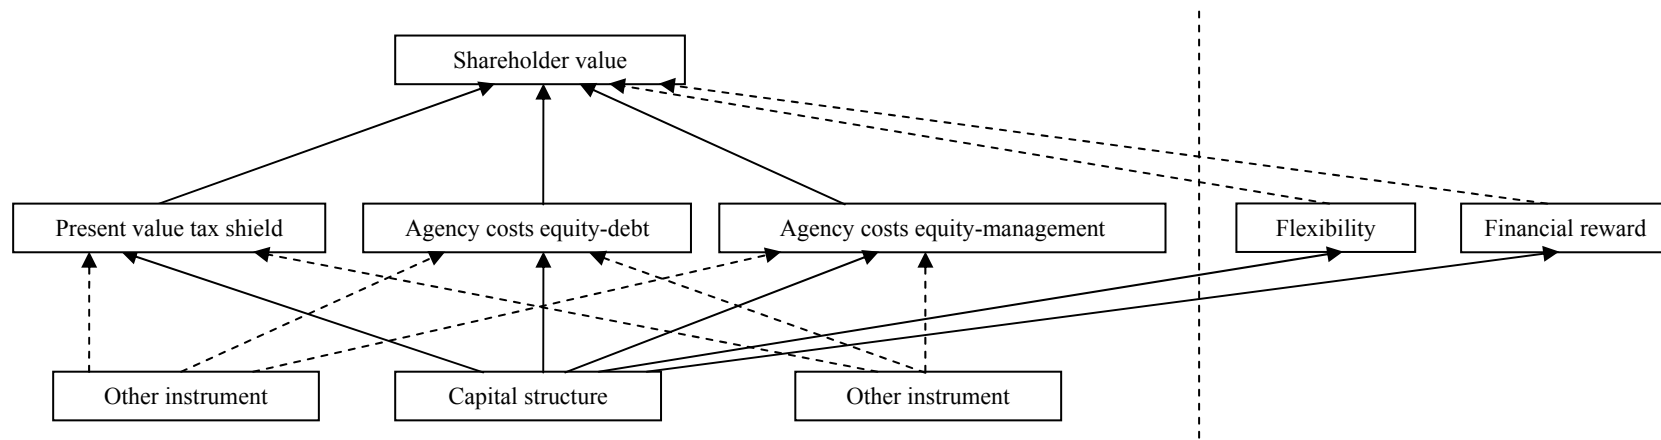 Shareholder value
Present value tax shield
Agency costs equity-debt
Agency costs equity-management
Flexibility
Financial reward
Other instrument
Capital structure
Other instrument